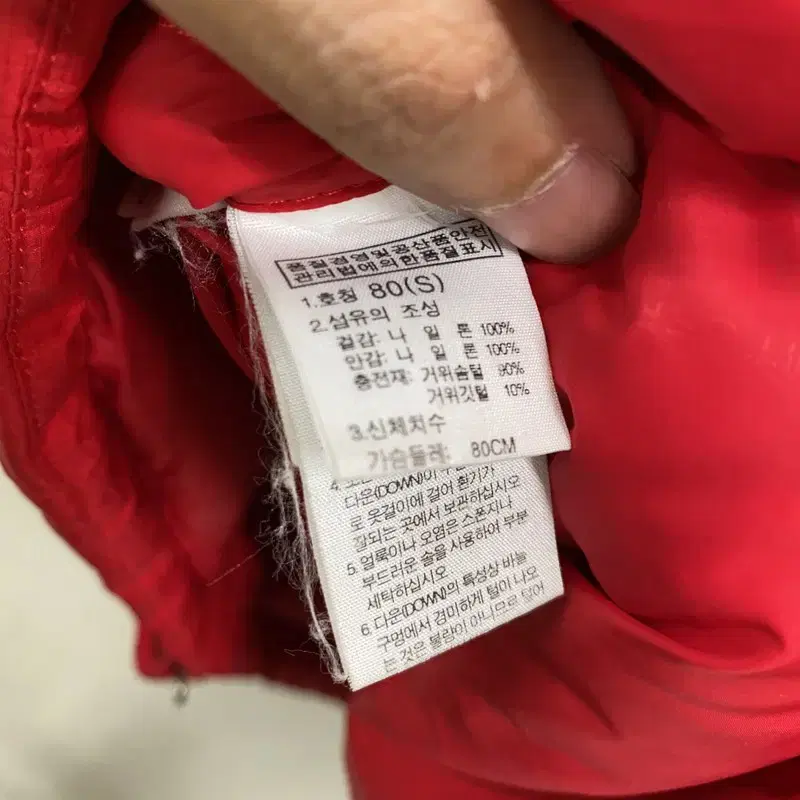 품질경영및공산품안전
관리법에의한품질표시
1.호칭 80(S)
2.섬유의 조성
겉감: 나 일 론 100%
안감: 나 일 론 100%
충전재: 거위솜털 90%
거위깃털 10%
3.신체치수
가슴둘레: 80CM
4.
다운(DOWN)이
로 옷걸이에 걸어 환기가
잘되는 곳에서 보관하십시오
5. 얼룩이나 오염은 스폰지나
부드러운 솔을 사용하여 부분
세탁하십시오
6. 다운(DOWN)의 특성상 바늘
구멍에서 경미하게 털이 나오
는 것은 불량이 아니므로